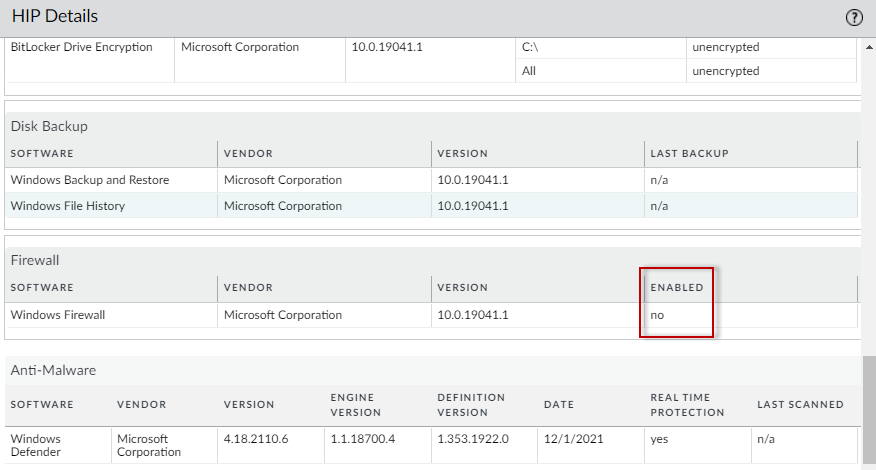 HIP Details
?
BitLocker Drive Encryption Microsoft Corporation 10.0.19041.1 C:\ unencrypted
All unencrypted
Disk Backup
SOFTWARE VENDOR VERSION LAST BACKUP
Windows Backup and Restore Microsoft Corporation 10.0.19041.1 n/a
Windows File History Microsoft Corporation 10.0.19041.1 n/a
Firewall
SOFTWARE VENDOR VERSION ENABLED
Windows Firewall Microsoft Corporation 10.0.19041.1 no
Anti-Malware
SOFTWARE VENDOR VERSION ENGINE VERSION DEFINITION VERSION DATE REAL TIME PROTECTION LAST SCANNED
Windows Defender Microsoft Corporation 4.18.2110.6 1.1.18700.4 1.353.1922.0 12/1/2021 yes n/a